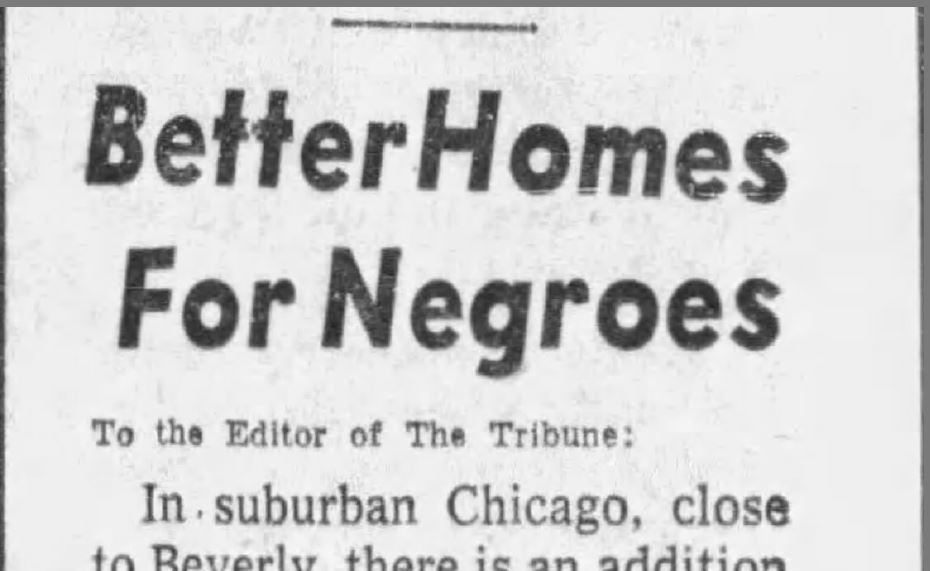 Better Homes
For Negroes
To the Editor of The Tribune:
In suburban Chicago, close
to Beverly, there is an addition